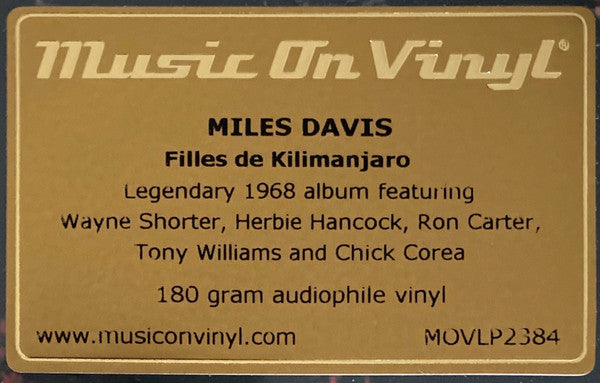 Music On Vinyl®
MILES DAVIS
Filles de Kilimanjaro
Legendary 1968 album featuring
Wayne Shorter, Herbie Hancock, Ron Carter,
Tony Williams and Chick Corea
180 gram audiophile vinyl
www.musiconvinyl.com MOVLP2384